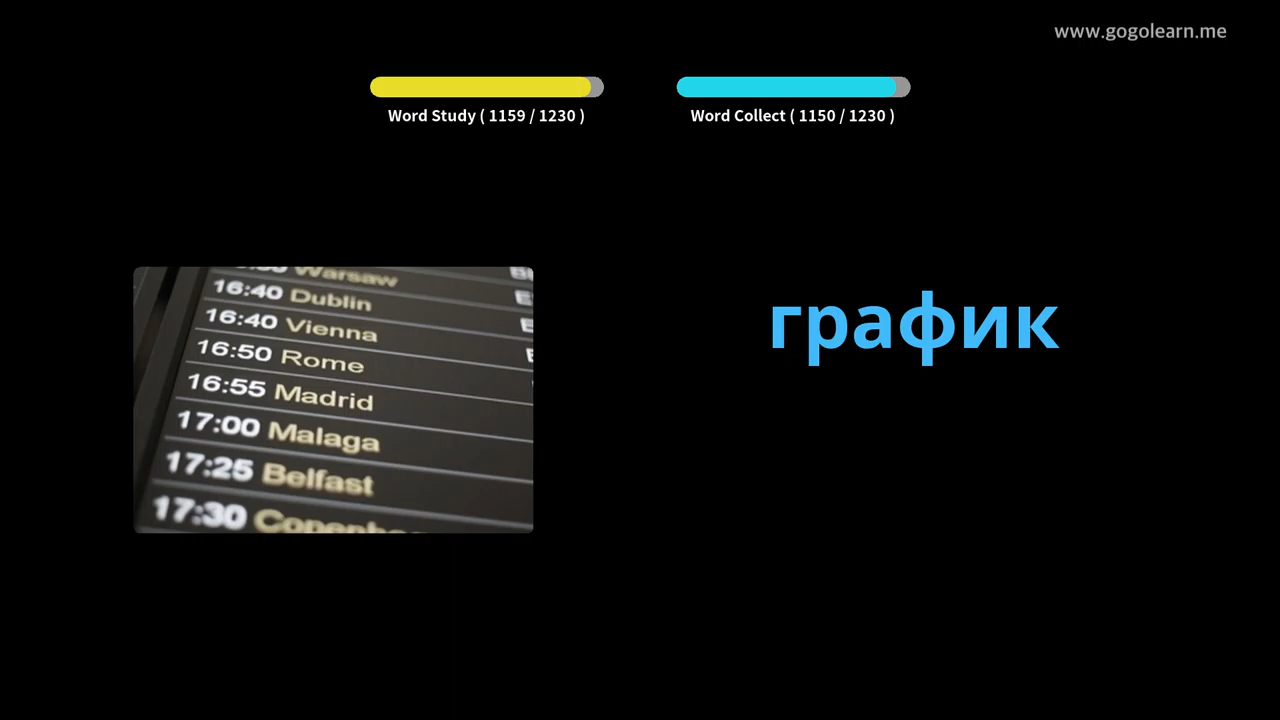 www.gogolearn.me
Word Study ( 1159 / 1230 )
Word Collect ( 1150 / 1230 )
Warsaw
16:40 Dublin
16:40 Vienna
16:50 Rome
16:55 Madrid
17:00 Malaga
17:25 Belfast
17:30
график